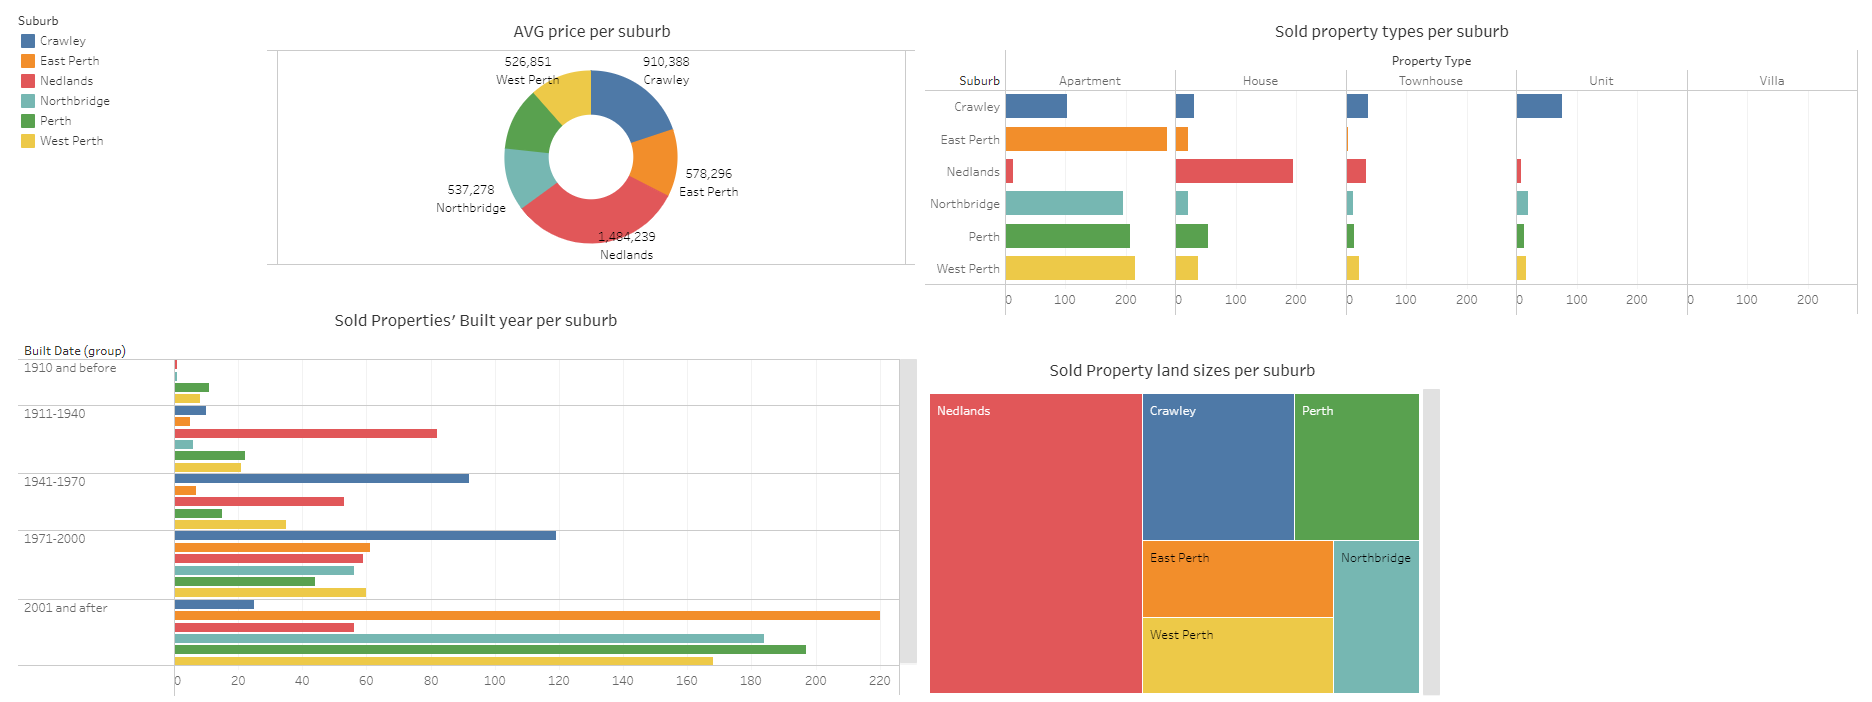 Suburb
Crawley
East Perth
Nedlands
Northbridge
Perth
West Perth
AVG price per suburb
526,851
West Perth
910,388
Crawley
578,296
East Perth
537,278
Northbridge
1,484,239
Nedlands
Sold property types per suburb
Property Type
Suburb Apartment House Townhouse Unit Villa
Crawley
East Perth
Nedlands
Northbridge
Perth
West Perth
0 100 200 0 100 200 0 100 200 0 100 200 0 100 200
Sold Properties’ Built year per suburb
Built Date (group)
1910 and before
1911-1940
1941-1970
1971-2000
2001 and after
0 20 40 60 80 100 120 140 160 180 200 220
Sold Property land sizes per suburb
Nedlands
Crawley
Perth
East Perth
Northbridge
West Perth